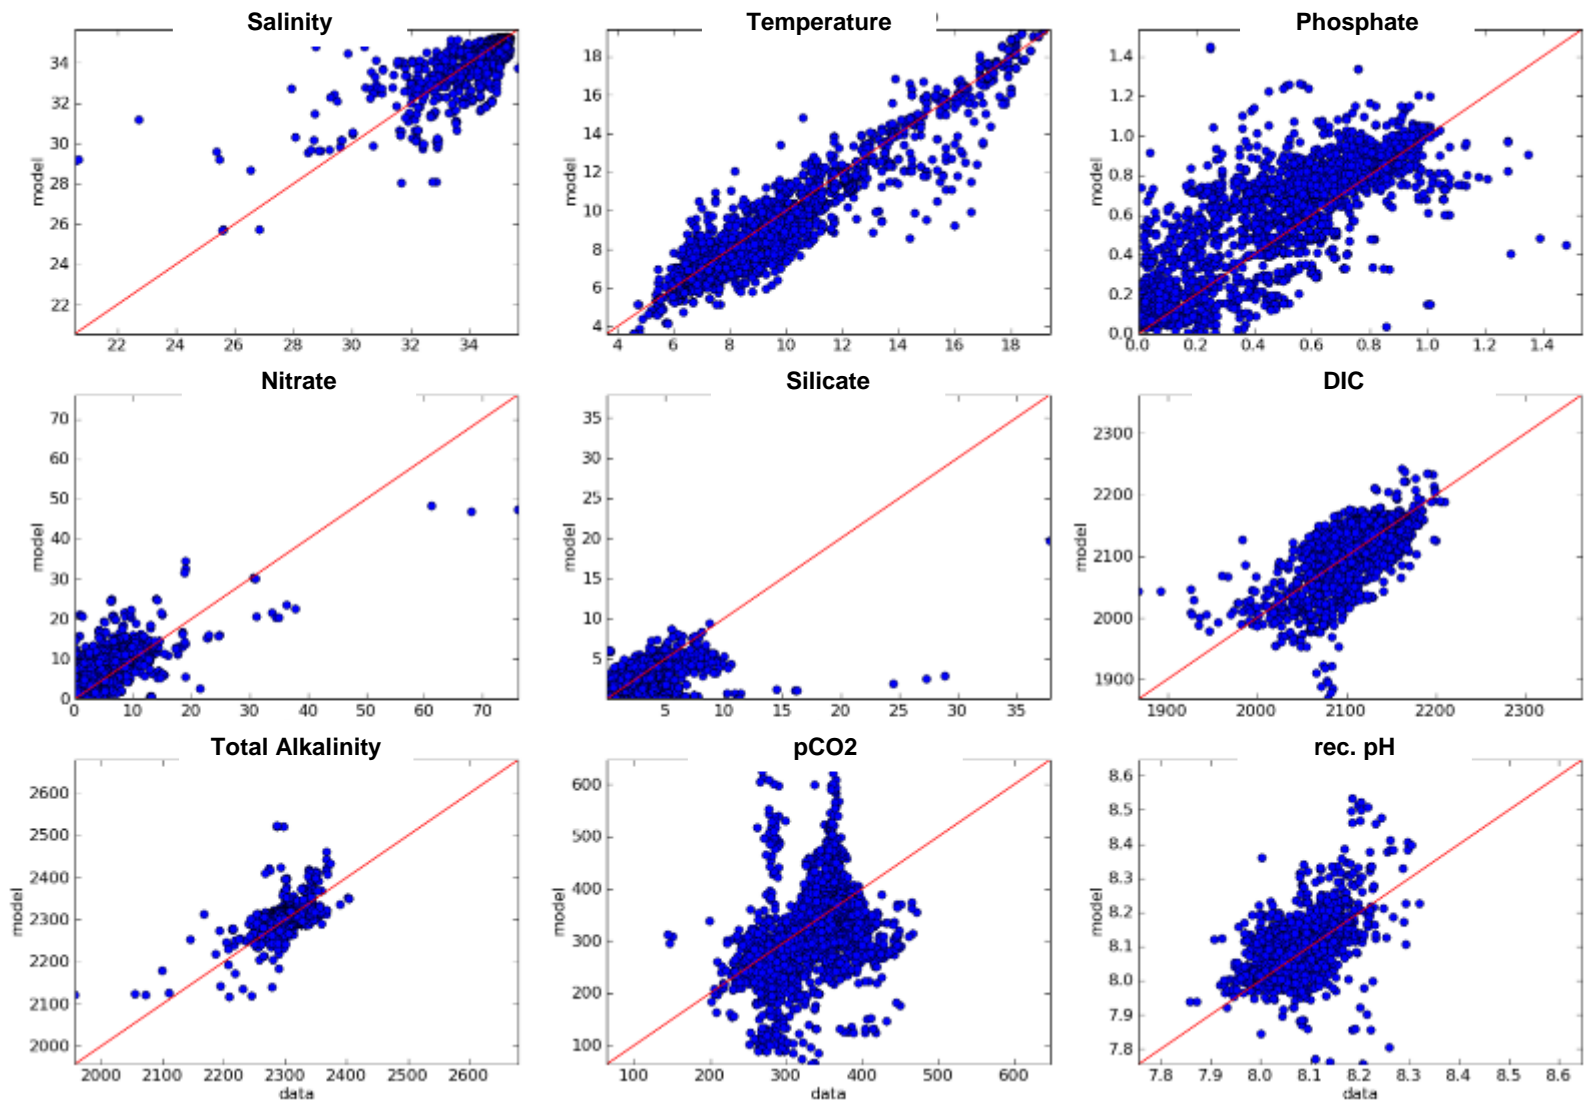 Salinity
Temperature
Phosphate
34
32
30
28
26
24
22
model
22 24 26 28 30 32 34
18
16
14
12
10
8
6
4
model
4 6 8 10 12 14 16 18
1.4
1.2
1.0
0.8
0.6
0.4
0.2
0.0
model
0.0 0.2 0.4 0.6 0.8 1.0 1.2 1.4
Nitrate
Silicate
DIC
70
60
50
40
30
20
10
0
model
0 10 20 30 40 50 60 70
35
30
25
20
15
10
5
model
5 10 15 20 25 30 35
2300
2200
2100
2000
1900
model
1900 2000 2100 2200 2300
Total Alkalinity
pCO2
rec. pH
2600
2500
2400
2300
2200
2100
2000
model
2000 2100 2200 2300 2400 2500 2600
data
600
500
400
300
200
100
model
100 200 300 400 500 600
data
8.6
8.5
8.4
8.3
8.2
8.1
8.0
7.9
7.8
model
7.8 7.9 8.0 8.1 8.2 8.3 8.4 8.5 8.6
data